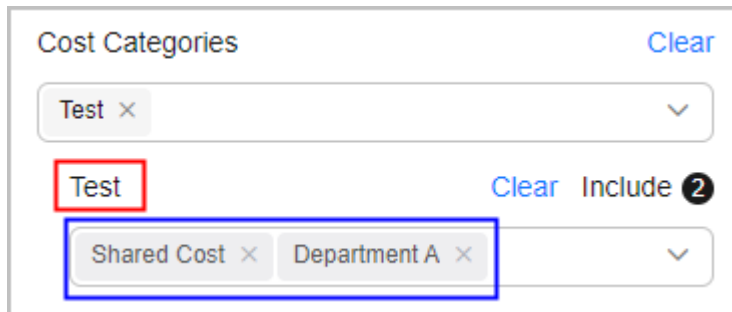 Cost Categories Clear
Test ×
Test Clear Include 2
Shared Cost × Department A ×